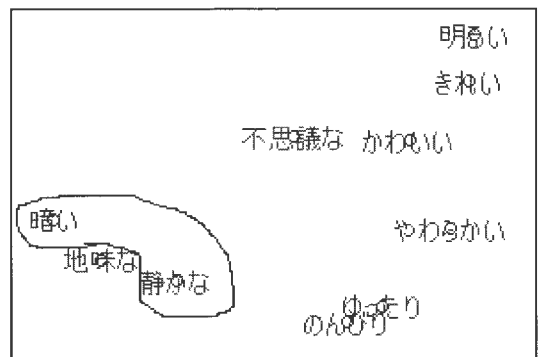 明るい
きれい
不思議な かわいい
暗い
やわらかい
地味な
静かな
ゆったり
のんびり